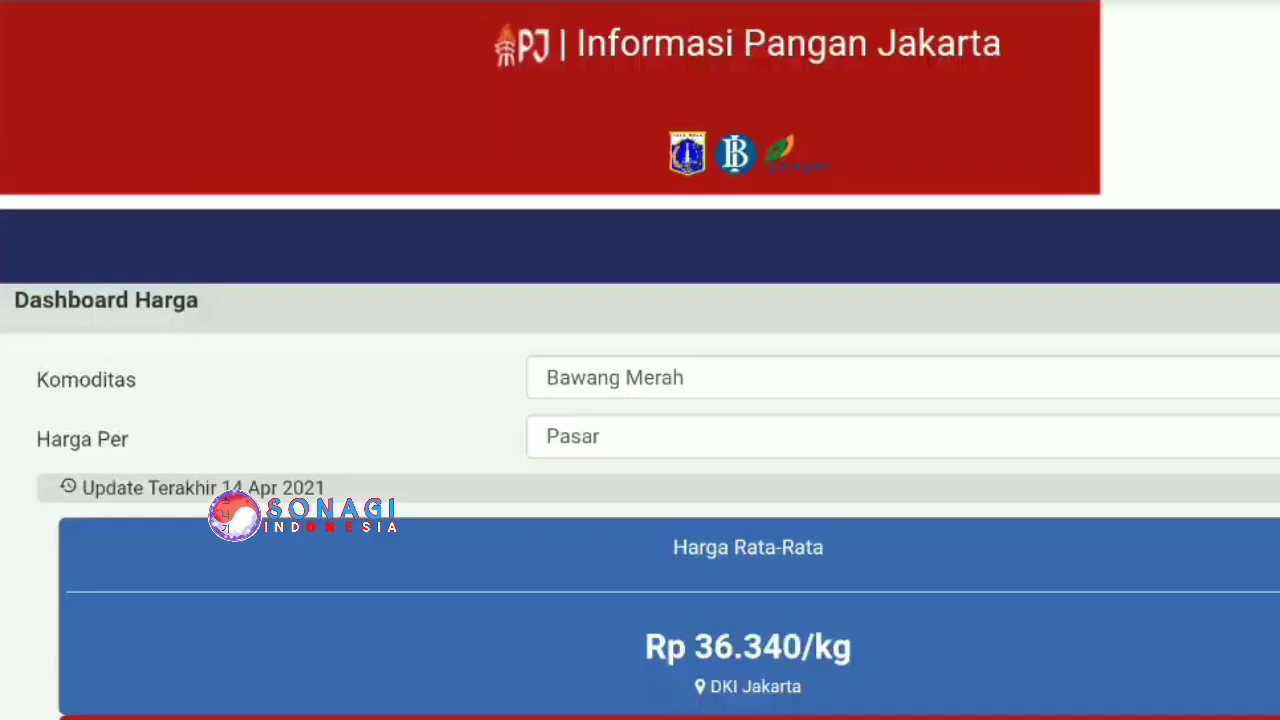 PJ | Informasi Pangan Jakarta
Dashboard Harga
Komoditas
Bawang Merah
Harga Per
Pasar
Update Terakhir 14 Apr 2021
SONAGI
INDONESIA
Harga Rata-Rata
Rp 36.340/kg
DKI Jakarta